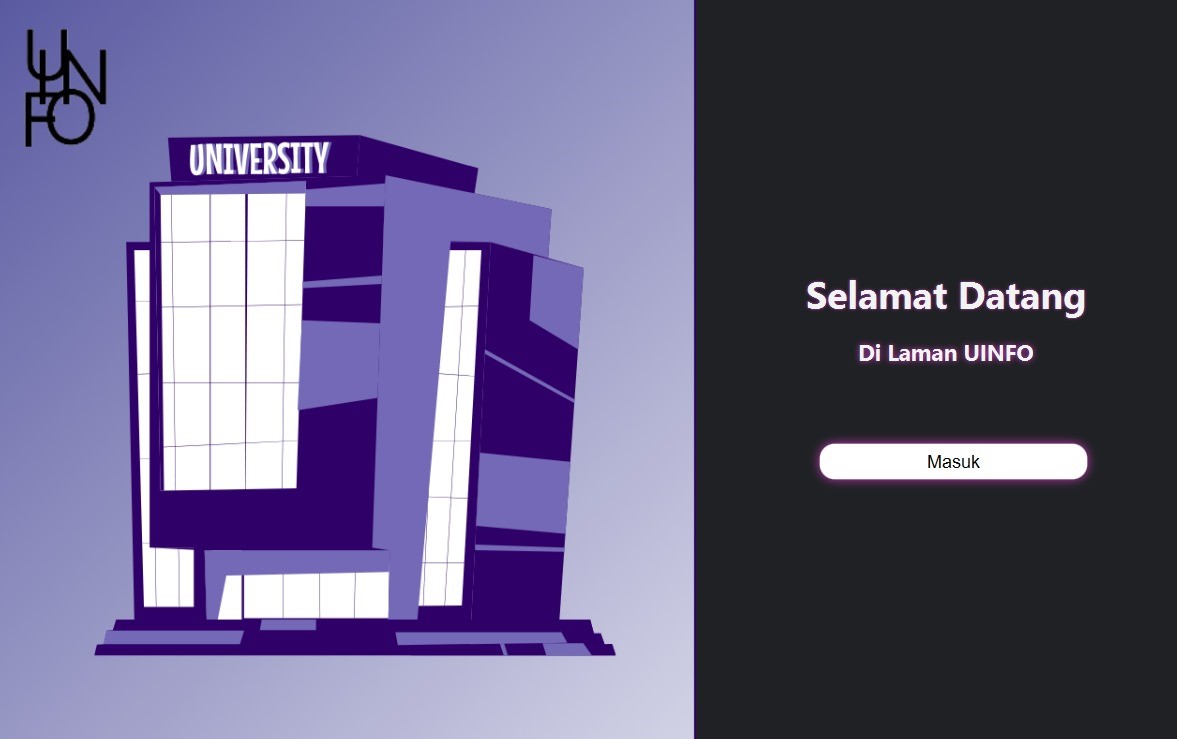 UINFO
UNIVERSITY
Selamat Datang
Di Laman UINFO
Masuk